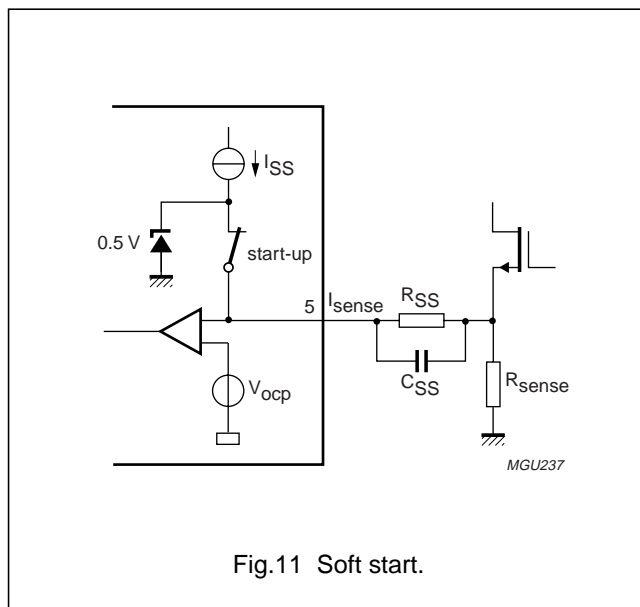 I_SS
0.5 V
start-up
5 I_sense
R_SS
C_SS
V_ocp
R_sense
MGU237
Fig.11 Soft start.